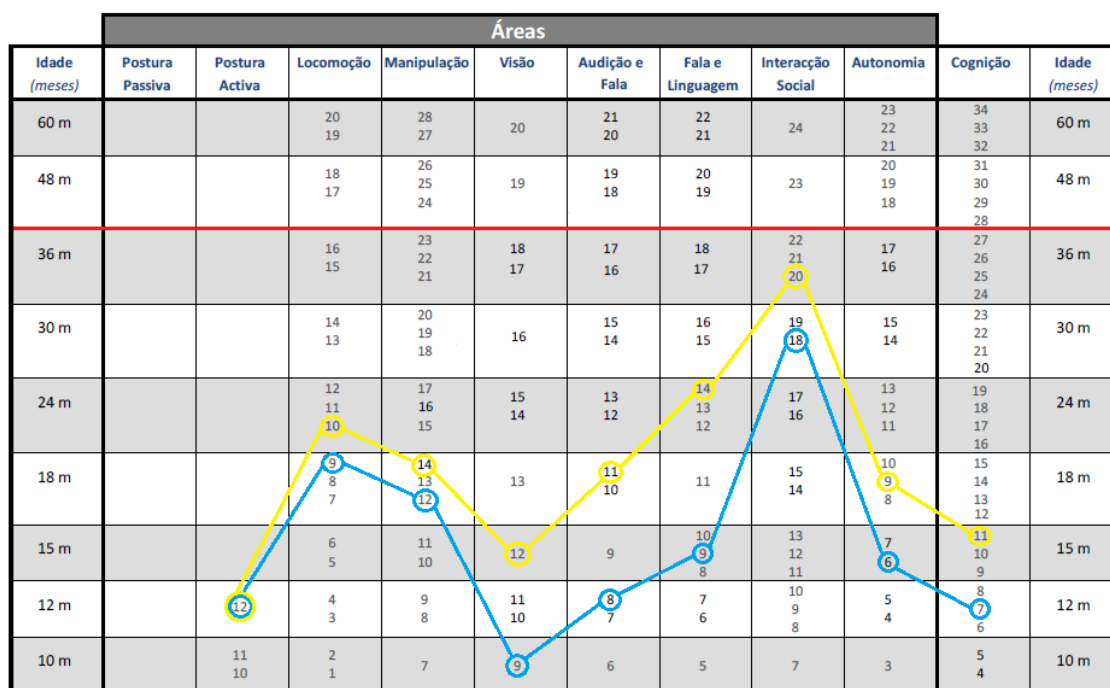 Áreas
Idade (meses) Postura Passiva Postura Activa Locomoção Manipulação Visão Audição e Fala Fala e Linguagem Interacção Social Autonomia Cognição Idade (meses)
60 m 20 19 28 27 20 21 20 22 21 24 23 22 21 34 33 32 60 m
48 m 18 17 26 25 24 19 19 18 20 19 23 20 19 18 31 30 29 28 48 m
36 m 16 15 23 22 21 18 17 17 16 18 17 22 21 20 17 16 27 26 25 24 36 m
30 m 14 13 20 19 18 16 15 14 16 15 19 18 15 14 23 22 21 20 30 m
24 m 12 11 10 17 16 15 15 14 13 12 14 13 12 17 16 13 12 11 19 18 17 16 24 m
18 m 9 8 7 14 13 12 13 11 10 11 15 14 10 9 8 15 14 13 12 18 m
15 m 6 5 11 10 12 9 10 9 8 13 12 11 7 6 11 10 9 15 m
12 m 12 4 3 9 8 11 10 8 7 7 6 10 9 8 5 4 8 7 6 12 m
10 m 11 10 2 1 7 9 6 5 7 3 5 4 10 m